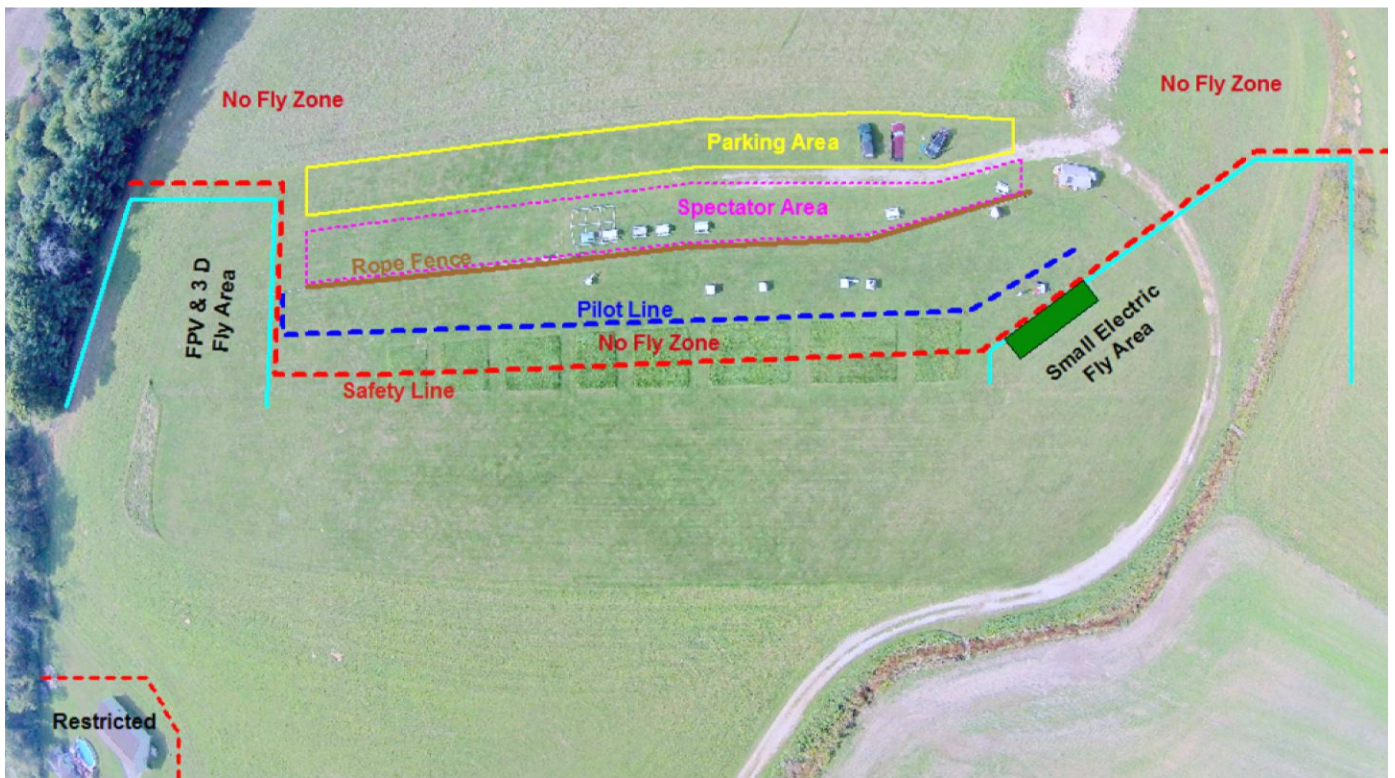 No Fly Zone
No Fly Zone
Parking Area
Spectator Area
Rope Fence
FPV & 3 D
Fly Area
Pilot Line
No Fly Zone
Small Electric
Fly Area
Safety Line
Restricted